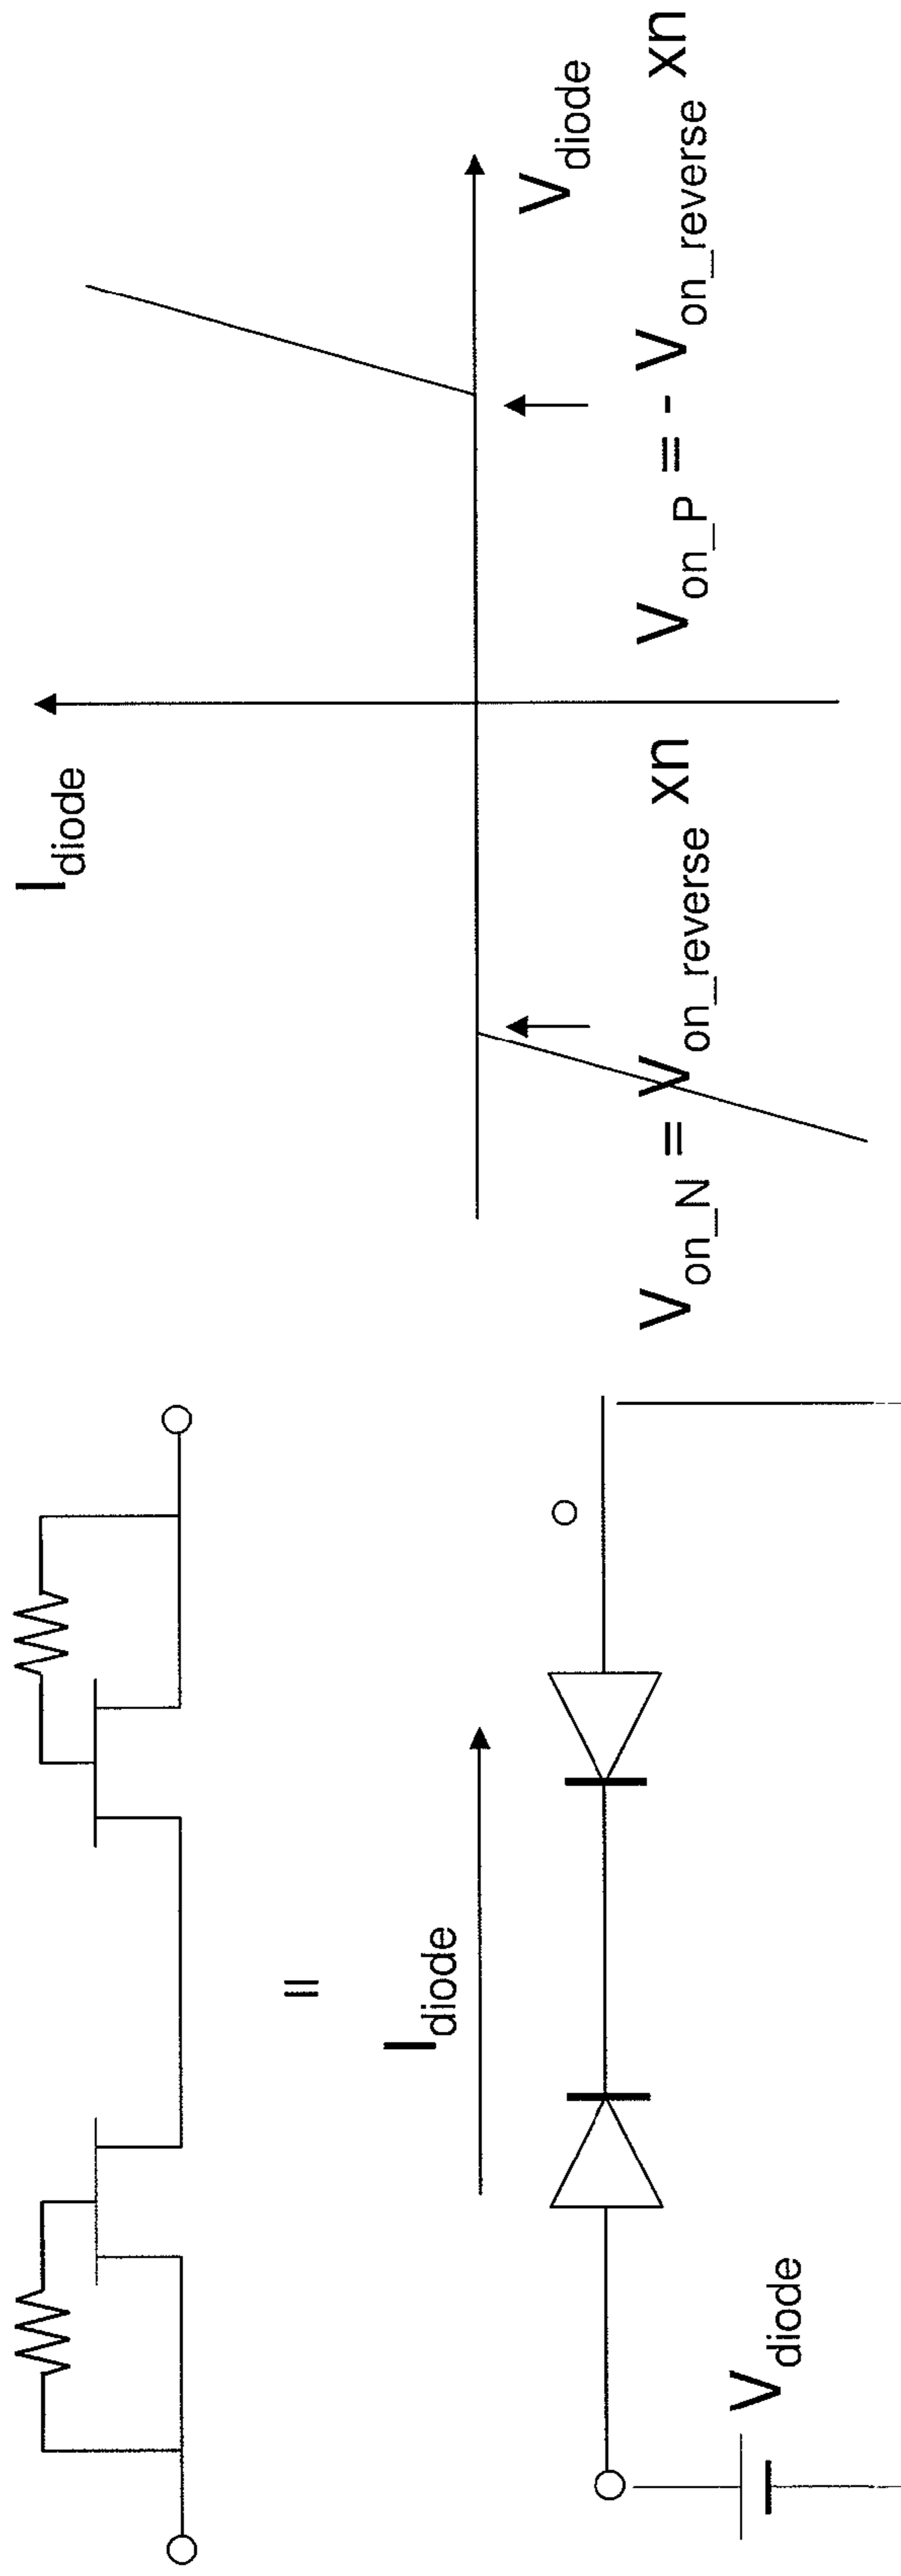 =
I_diode
V_diode
I_diode
V_diode
V_on_N = V_on_reverse xn
V_on_P = - V_on_reverse xn